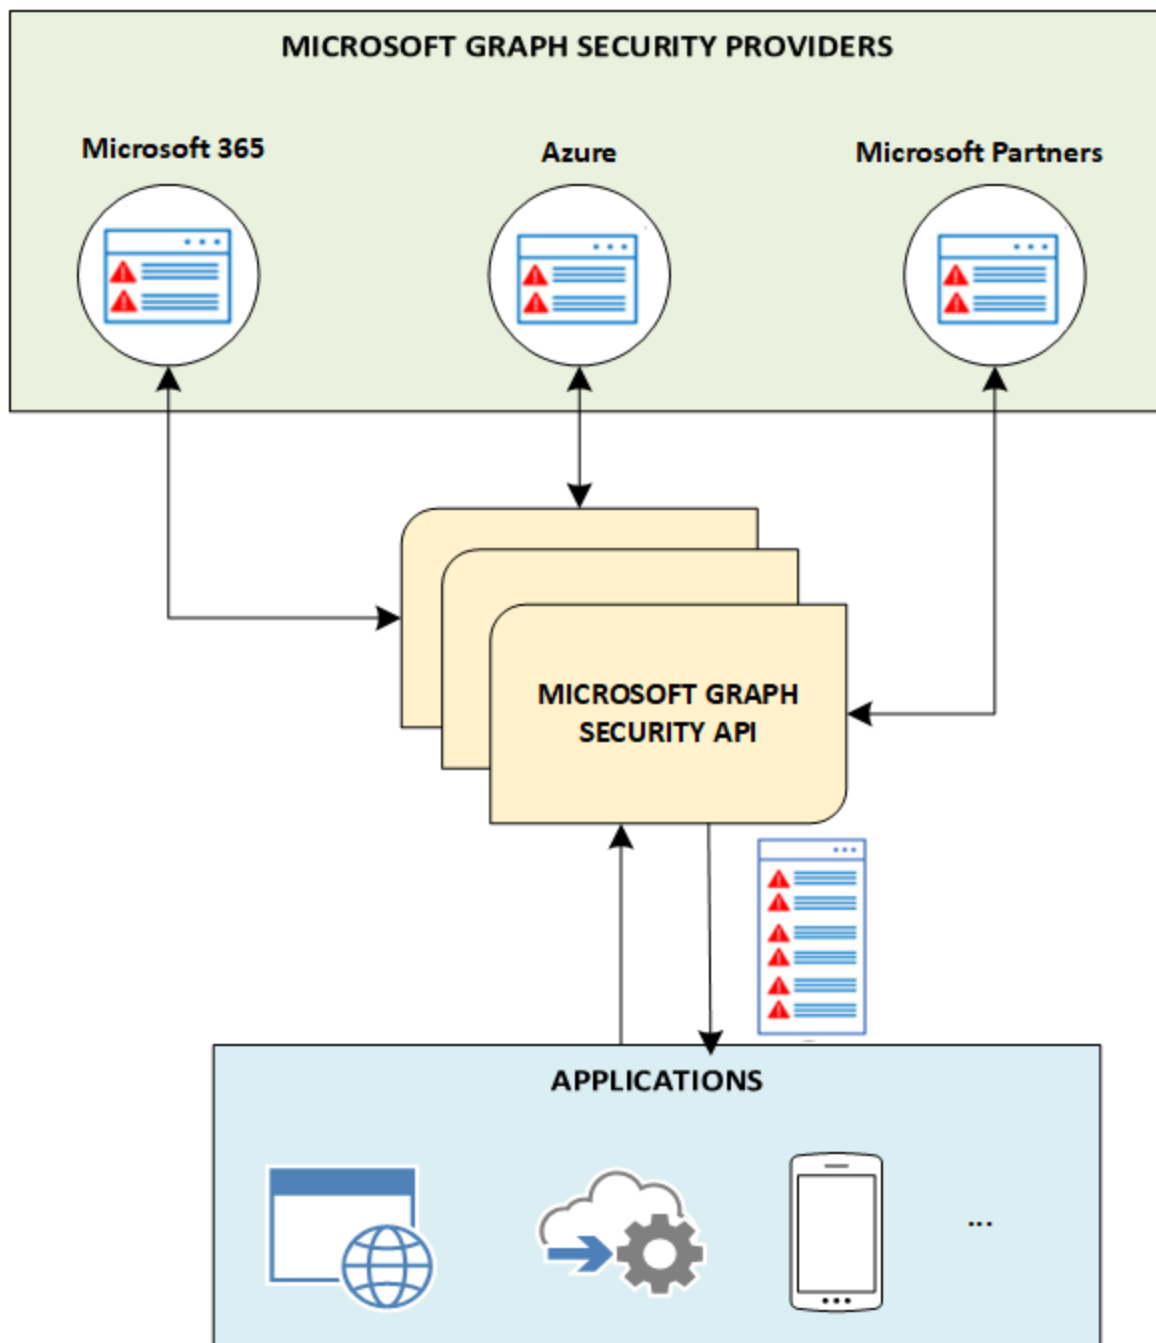 MICROSOFT GRAPH SECURITY PROVIDERS
Microsoft 365
Azure
Microsoft Partners
MICROSOFT GRAPH
SECURITY API
APPLICATIONS
...